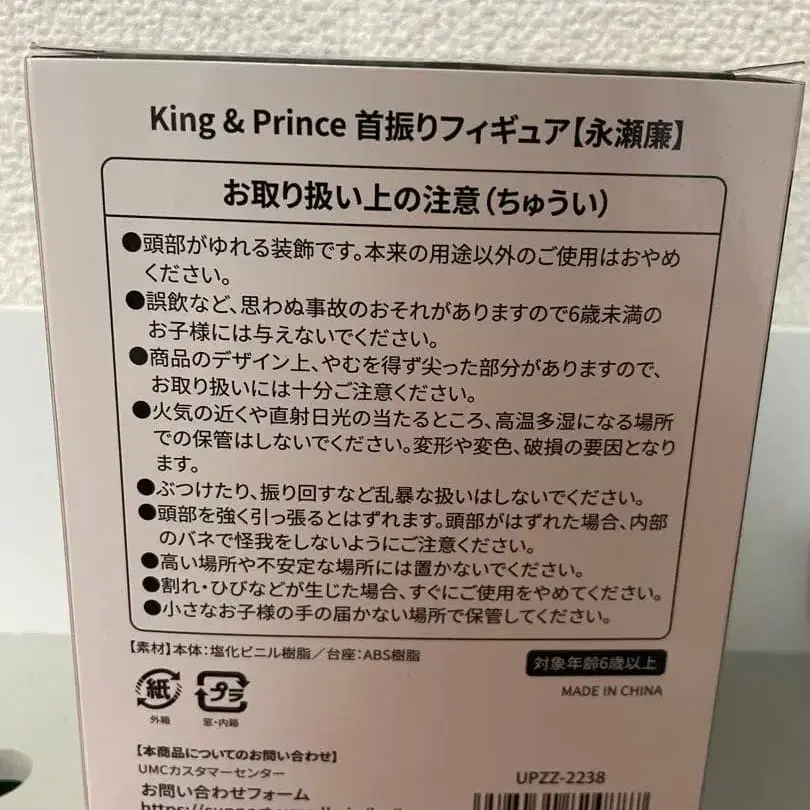 King & Prince 首振りフィギュア【永瀬廉】
お取り扱い上の注意(ちゅうい)
●頭部がゆれる装飾です。本来の用途以外のご使用はおやめ
ください。
●誤飲など、思わぬ事故のおそれがありますので6歳未満の
お子様には与えないでください。
●商品のデザイン上、やむを得ず尖った部分がありますので、
お取り扱いには十分ご注意ください。
●火気の近くや直射日光の当たるところ、高温多湿になる場所
での保管はしないでください。変形や変色、破損の要因となり
ます。
●ぶつけたり、振り回すなど乱暴な扱いはしないでください。
●頭部を強く引っ張るとはずれます。頭部がはずれた場合、内部
のバネで怪我をしないようにご注意ください。
●高い場所や不安定な場所には置かないでください。
●割れ・ひびなどが生じた場合、すぐにご使用をやめてください。
●小さなお子様の手の届かない場所で保管してください。
【素材】本体:塩化ビニル樹脂/台座:ABS樹脂
対象年齢6歳以上
紙
プラ
MADE IN CHINA
外箱
窓・内箱
【本商品についてのお問い合わせ】
UMCカスタマーセンター
UPZZ-2238
お問い合わせフォーム